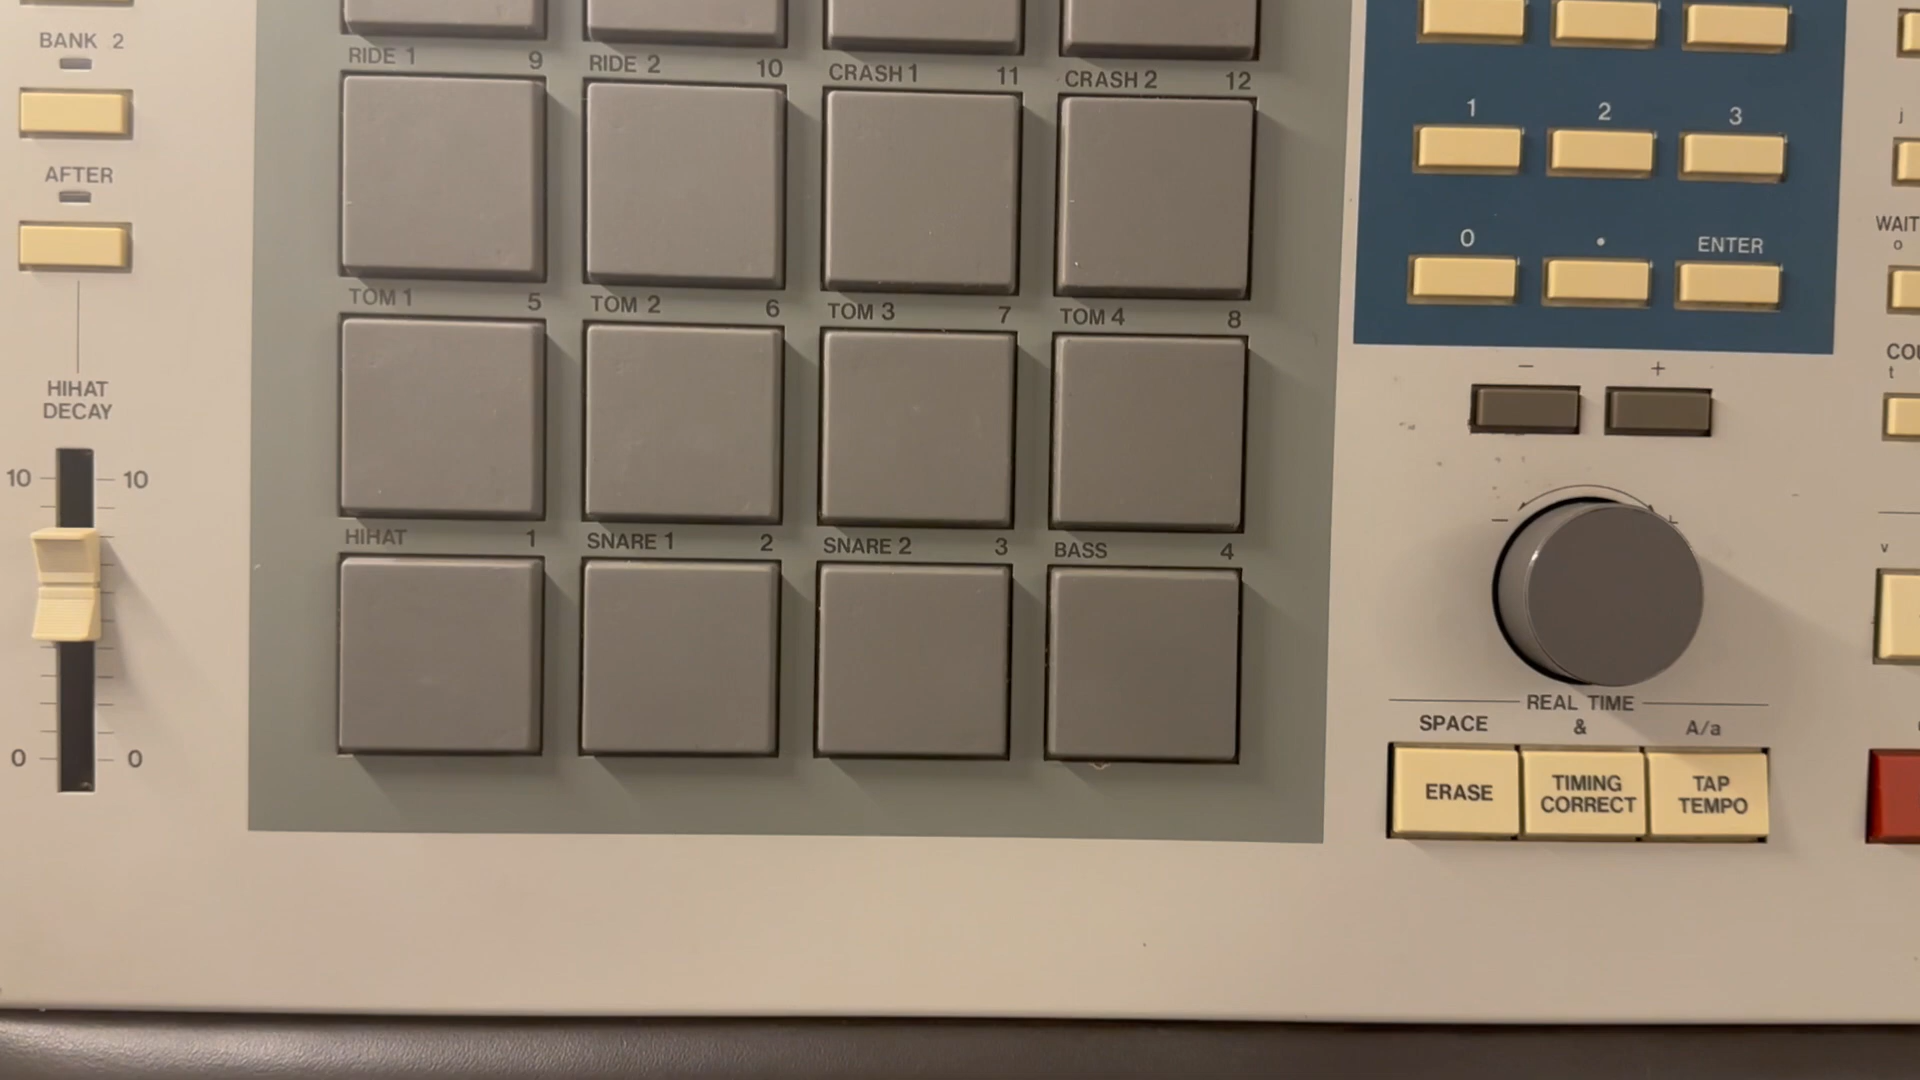 BANK 2
AFTER
HIHAT
DECAY
10 10
0 0
RIDE 1 9 RIDE 2 10 CRASH 1 11 CRASH 2 12
TOM 1 5 TOM 2 6 TOM 3 7 TOM 4 8
HIHAT 1 SNARE 1 2 SNARE 2 3 BASS 4
1 2 3
0 . ENTER
- +
- +
REAL TIME
SPACE & A/a
ERASE
TIMING
CORRECT
TAP
TEMPO
j
WAIT
o
t
v